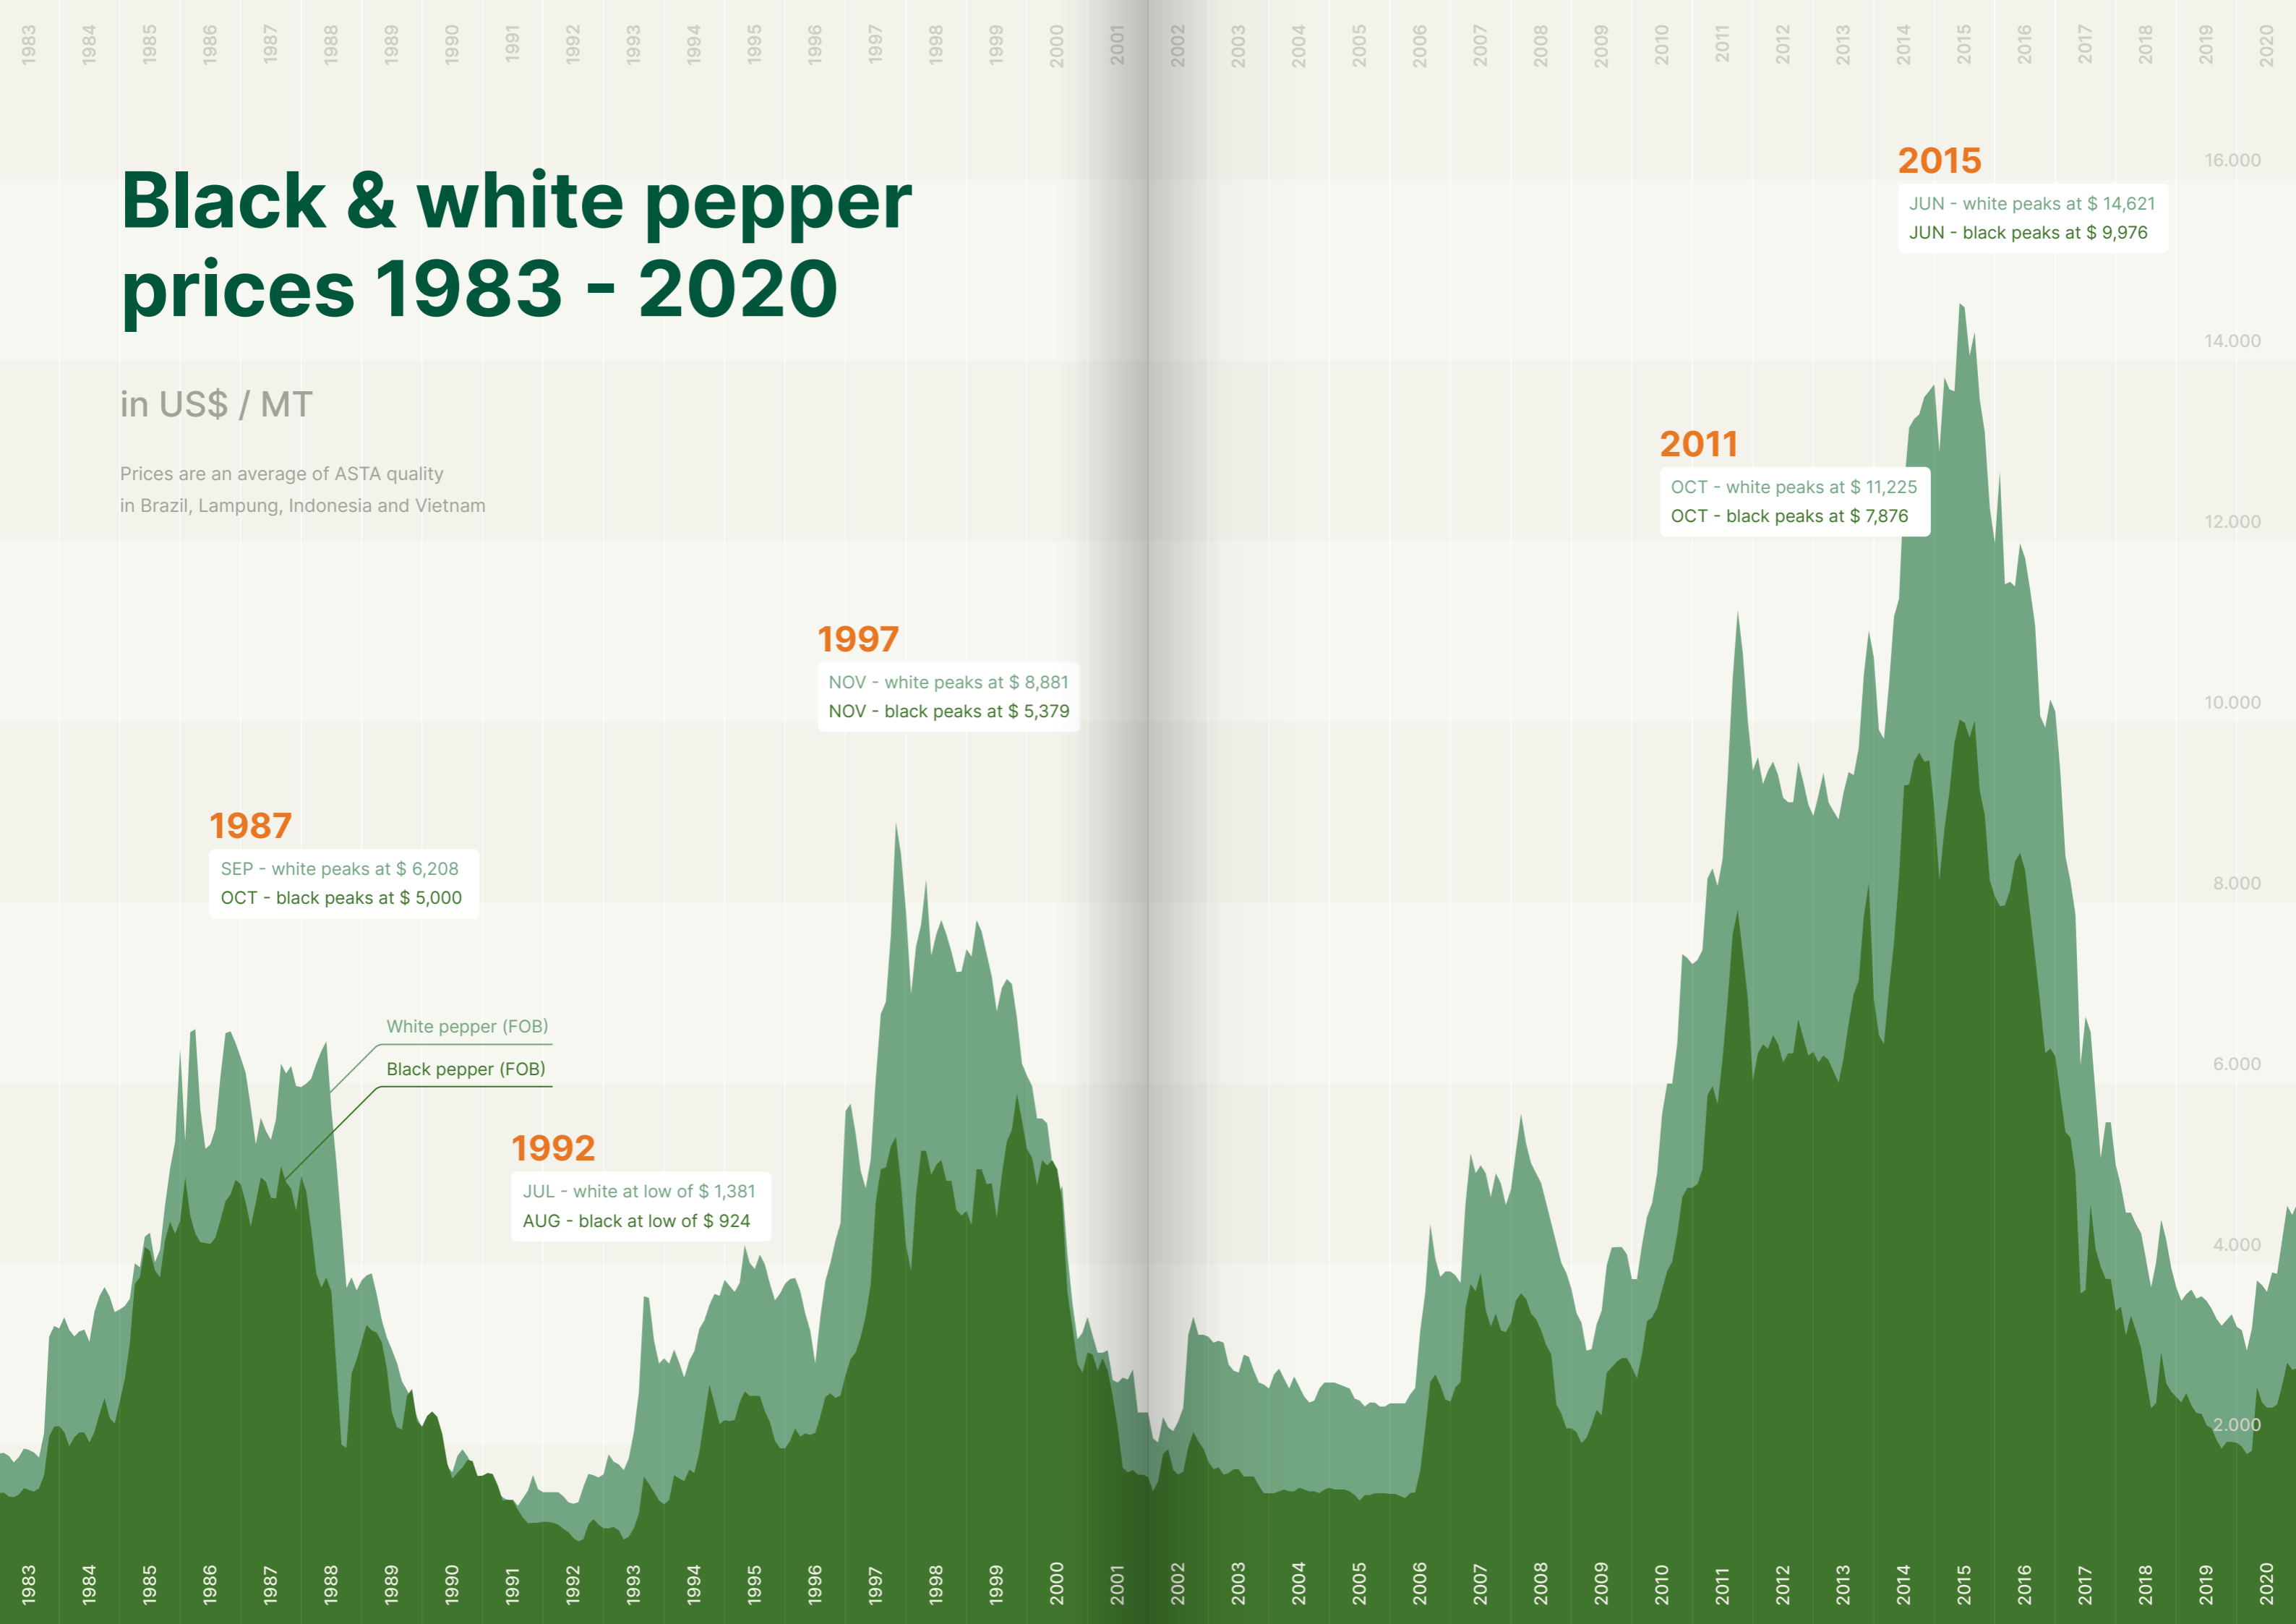 1983 1984 1985 1986 1987 1988 1989 1990 1991 1992 1993 1994 1995 1996 1997 1998 1999 2000 2001 2002 2003 2004 2005 2006 2007 2008 2009 2010 2011 2012 2013 2014 2015 2016 2017 2018 2019 2020
Black & white pepper
prices 1983 - 2020
in US$ / MT
Prices are an average of ASTA quality
in Brazil, Lampung, Indonesia and Vietnam
1987
SEP - white peaks at $ 6,208
OCT - black peaks at $ 5,000
White pepper (FOB)
Black pepper (FOB)
1992
JUL - white at low of $ 1,381
AUG - black at low of $ 924
1997
NOV - white peaks at $ 8,881
NOV - black peaks at $ 5,379
2011
OCT - white peaks at $ 11,225
OCT - black peaks at $ 7,876
2015
JUN - white peaks at $ 14,621
JUN - black peaks at $ 9,976
16.000
14.000
12.000
10.000
8.000
6.000
4.000
2.000
1983 1984 1985 1986 1987 1988 1989 1990 1991 1992 1993 1994 1995 1996 1997 1998 1999 2000 2001 2002 2003 2004 2005 2006 2007 2008 2009 2010 2011 2012 2013 2014 2015 2016 2017 2018 2019 2020